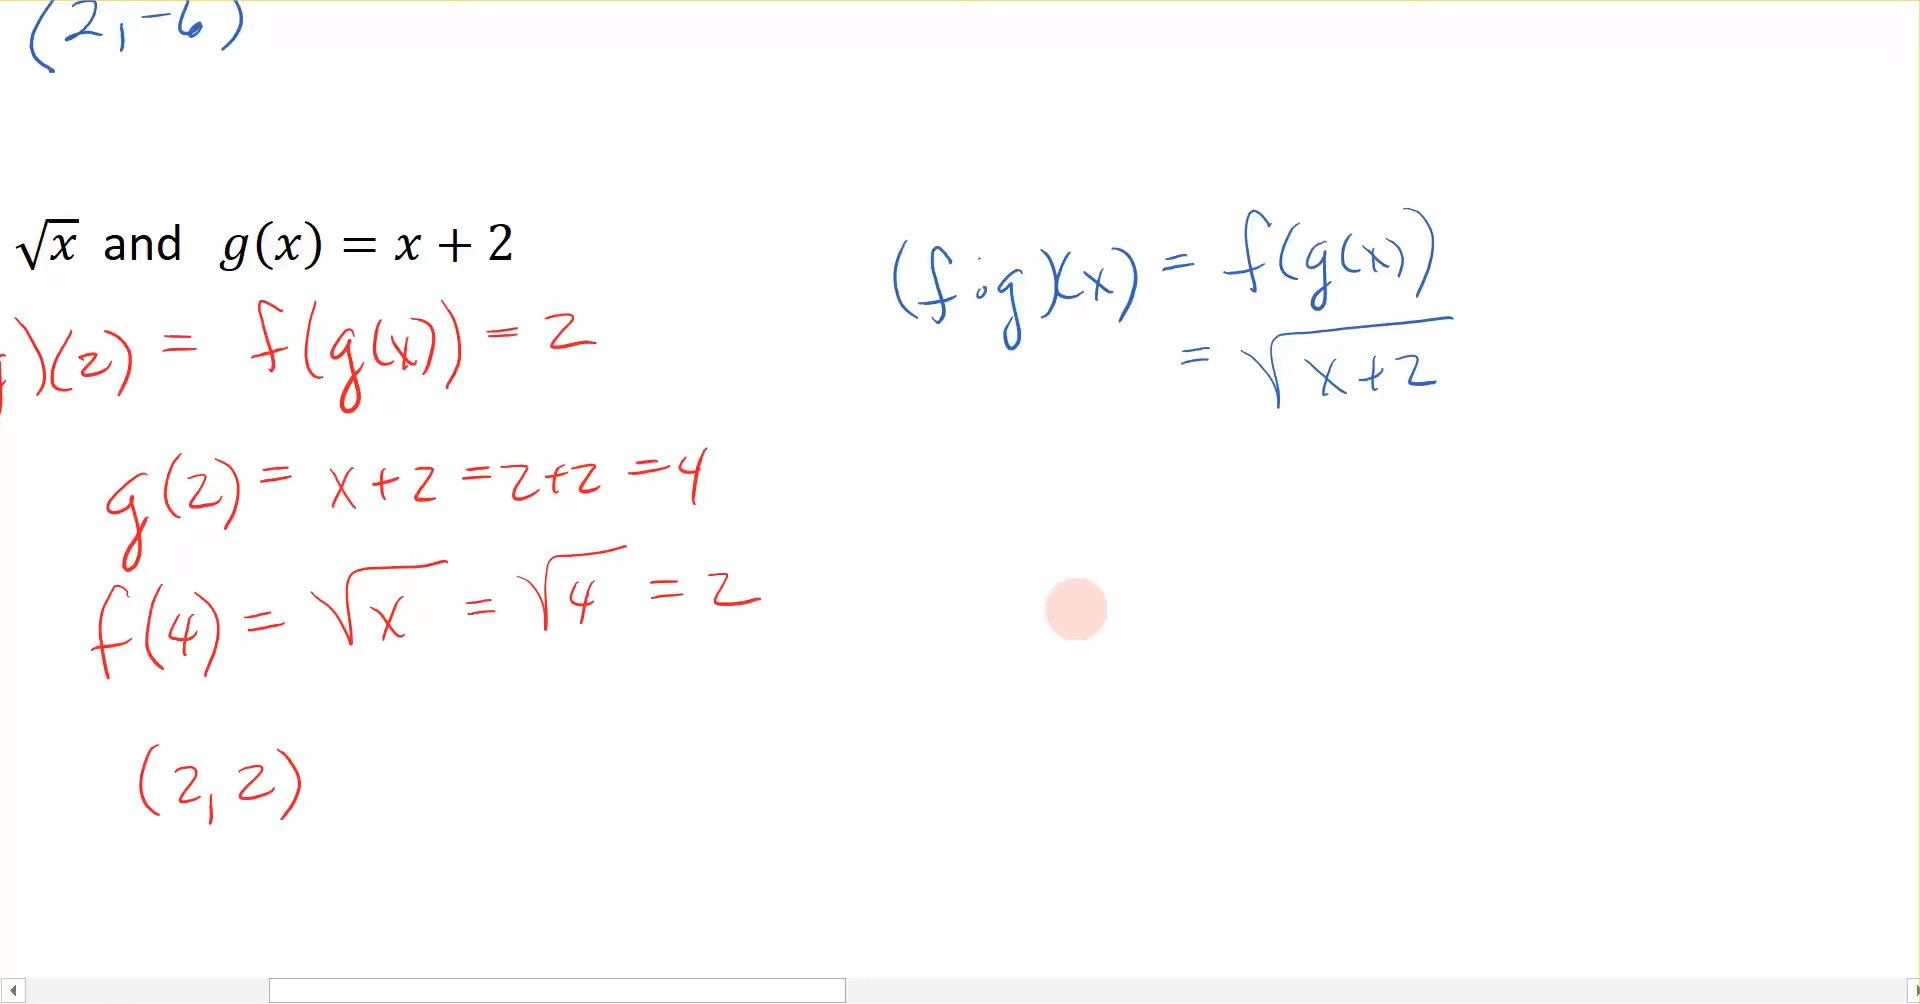 (2, -6)
√x and g(x) = x + 2
)(2) = f(g(x)) = 2
g(2) = x+2 = 2+2 = 4
f(4) = √x = √4 = 2
(2, 2)
(f∘g)(x) = f(g(x))
= √x+2